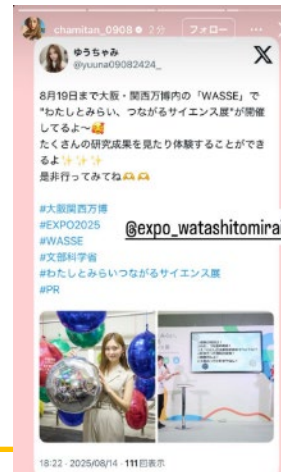 chamitan_0908 2分 フォロー
ゆうちゃみ
@yuuna09082424_
8月19日まで大阪・関西万博内の「WASSE」で
"わたしとみらい、つながるサイエンス展"が開催
してるよ〜🥰
たくさんの研究成果を見たり体験することができ
るよ✨✨✨
是非行ってみてね🫶🫶
#大阪関西万博
#EXPO2025
@expo_watashitomirai
#WASSE
#文部科学省
#わたしとみらいつながるサイエンス展
#PR
18:22・2025/08/14・111回表示